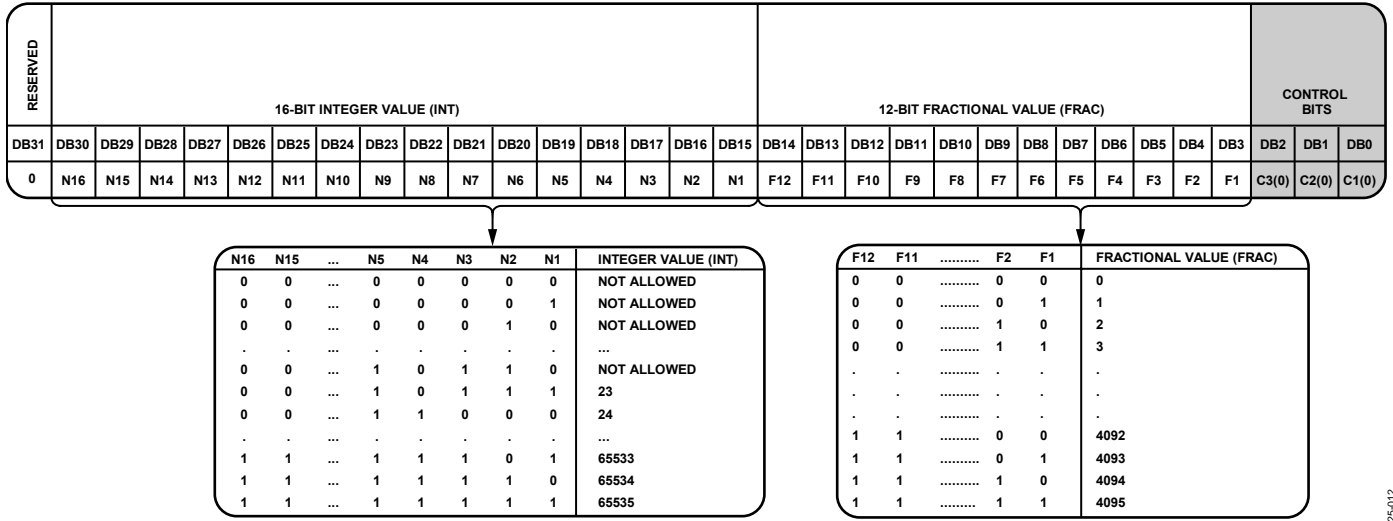 RESERVED
16-BIT INTEGER VALUE (INT) 12-BIT FRACTIONAL VALUE (FRAC) CONTROL BITS
DB31 DB30 DB29 DB28 DB27 DB26 DB25 DB24 DB23 DB22 DB21 DB20 DB19 DB18 DB17 DB16 DB15 DB14 DB13 DB12 DB11 DB10 DB9 DB8 DB7 DB6 DB5 DB4 DB3 DB2 DB1 DB0
0 N16 N15 N14 N13 N12 N11 N10 N9 N8 N7 N6 N5 N4 N3 N2 N1 F12 F11 F10 F9 F8 F7 F6 F5 F4 F3 F2 F1 C3(0) C2(0) C1(0)
N16 N15 ... N5 N4 N3 N2 N1 INTEGER VALUE (INT)
0 0 ... 0 0 0 0 0 NOT ALLOWED
0 0 ... 0 0 0 0 1 NOT ALLOWED
0 0 ... 0 0 0 1 0 NOT ALLOWED
. . ... . . . . . ...
0 0 ... 1 0 1 1 0 NOT ALLOWED
0 0 ... 1 0 1 1 1 23
0 0 ... 1 1 0 0 0 24
. . ... . . . . . ...
1 1 ... 1 1 1 0 1 65533
1 1 ... 1 1 1 1 0 65534
1 1 ... 1 1 1 1 1 65535
F12 F11 .......... F2 F1 FRACTIONAL VALUE (FRAC)
0 0 .......... 0 0 0
0 0 .......... 0 1 1
0 0 .......... 1 0 2
0 0 .......... 1 1 3
. . .......... . . .
. . .......... . . .
. . .......... . . .
1 1 .......... 0 0 4092
1 1 .......... 0 1 4093
1 1 .......... 1 0 4094
1 1 .......... 1 1 4095